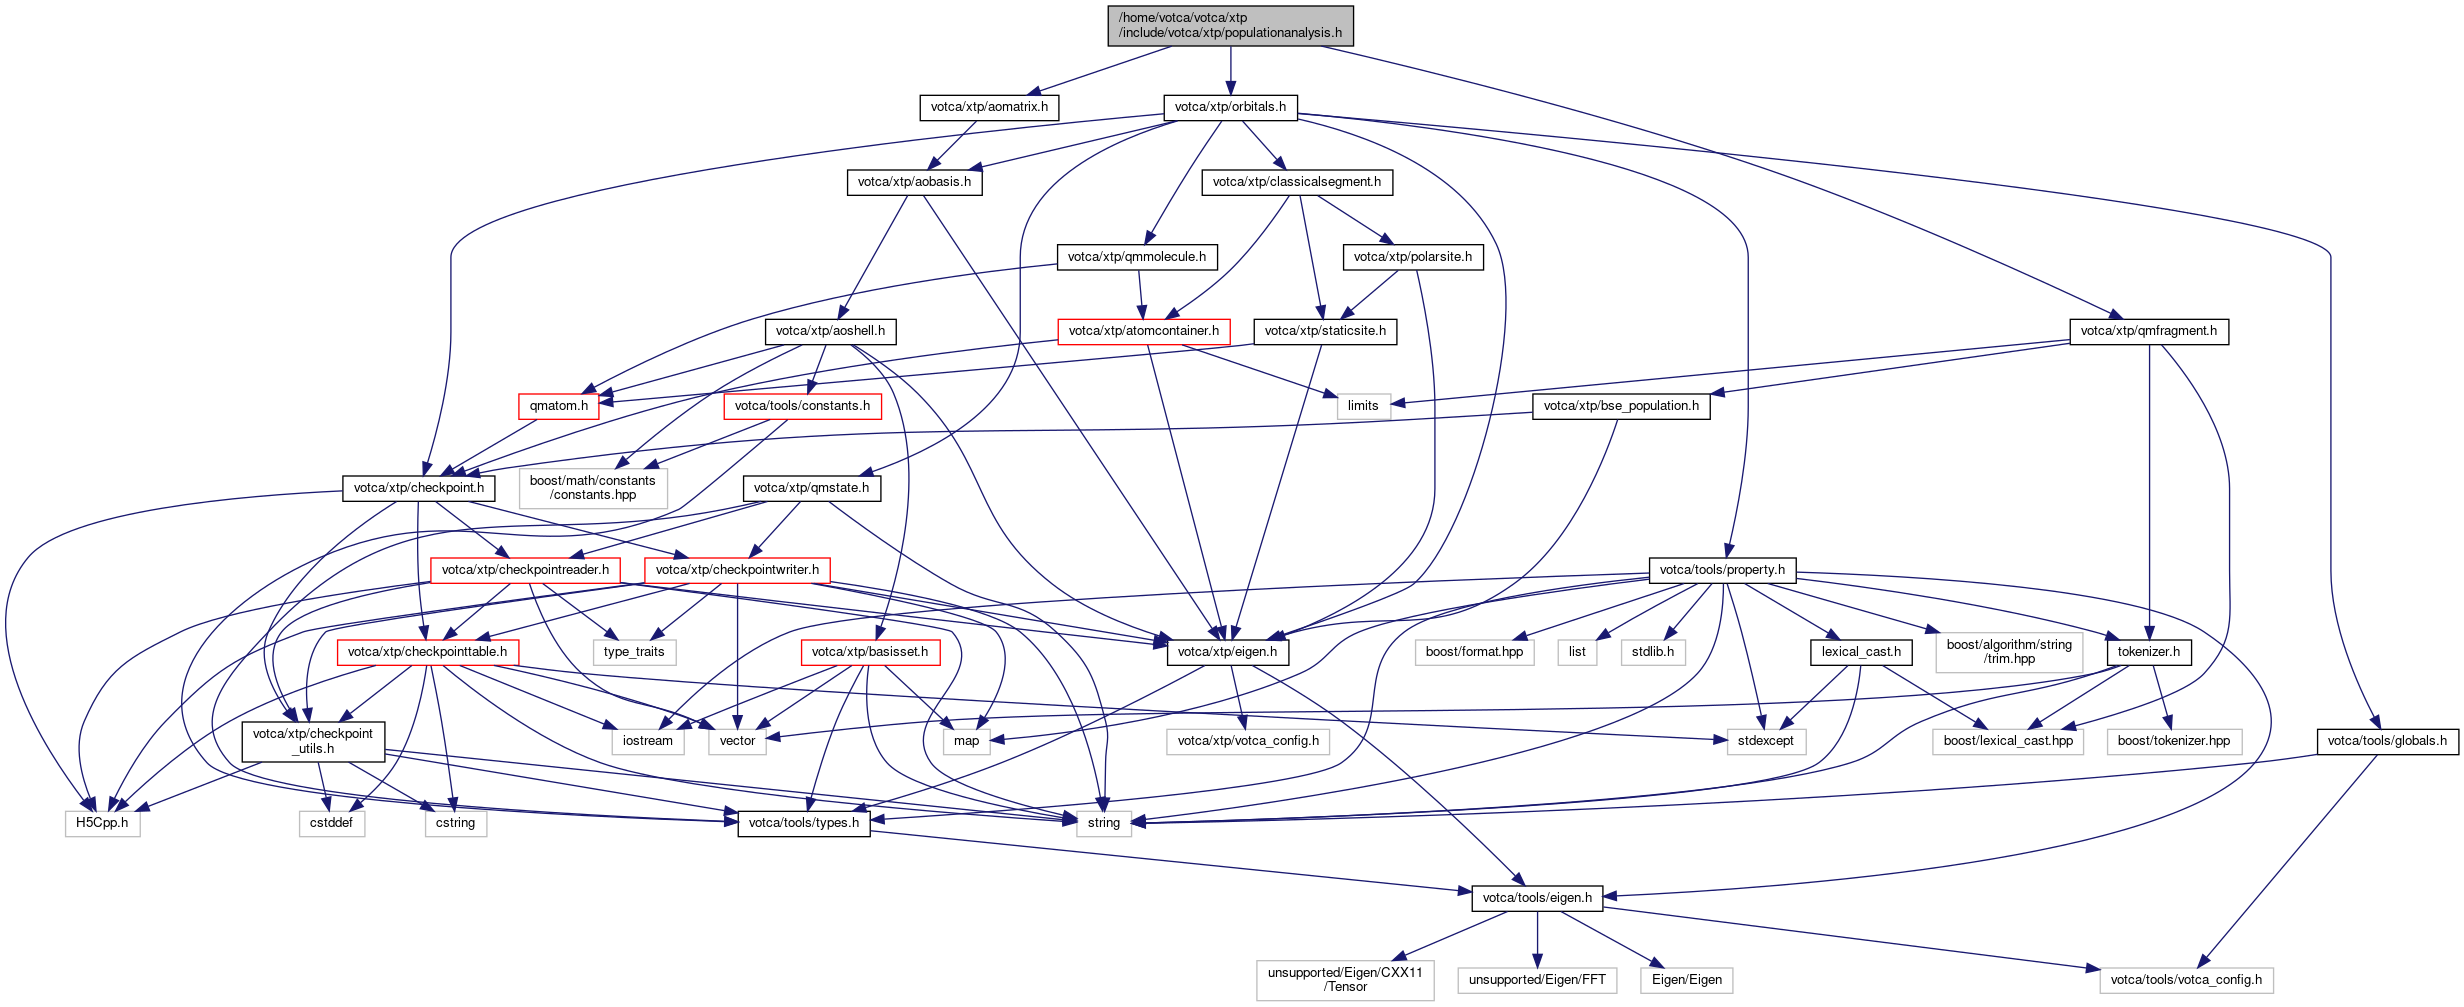 /home/votca/votca/xtp
/include/votca/xtp/populationanalysis.h
votca/xtp/aomatrix.h
votca/xtp/orbitals.h
votca/xtp/aobasis.h
votca/xtp/classicalsegment.h
votca/xtp/qmmolecule.h
votca/xtp/polarsite.h
votca/xtp/aoshell.h
votca/xtp/atomcontainer.h
votca/xtp/staticsite.h
votca/xtp/qmfragment.h
qmatom.h
votca/tools/constants.h
limits
votca/xtp/bse_population.h
votca/xtp/checkpoint.h
boost/math/constants
/constants.hpp
votca/xtp/qmstate.h
votca/xtp/checkpointreader.h
votca/xtp/checkpointwriter.h
votca/tools/property.h
votca/xtp/checkpointtable.h
type_traits
votca/xtp/basisset.h
votca/xtp/eigen.h
boost/format.hpp
list
stdlib.h
lexical_cast.h
boost/algorithm/string
/trim.hpp
tokenizer.h
votca/xtp/checkpoint
_utils.h
iostream
vector
map
votca/xtp/votca_config.h
stdexcept
boost/lexical_cast.hpp
boost/tokenizer.hpp
votca/tools/globals.h
H5Cpp.h
cstddef
cstring
votca/tools/types.h
string
votca/tools/eigen.h
unsupported/Eigen/CXX11
/Tensor
unsupported/Eigen/FFT
Eigen/Eigen
votca/tools/votca_config.h